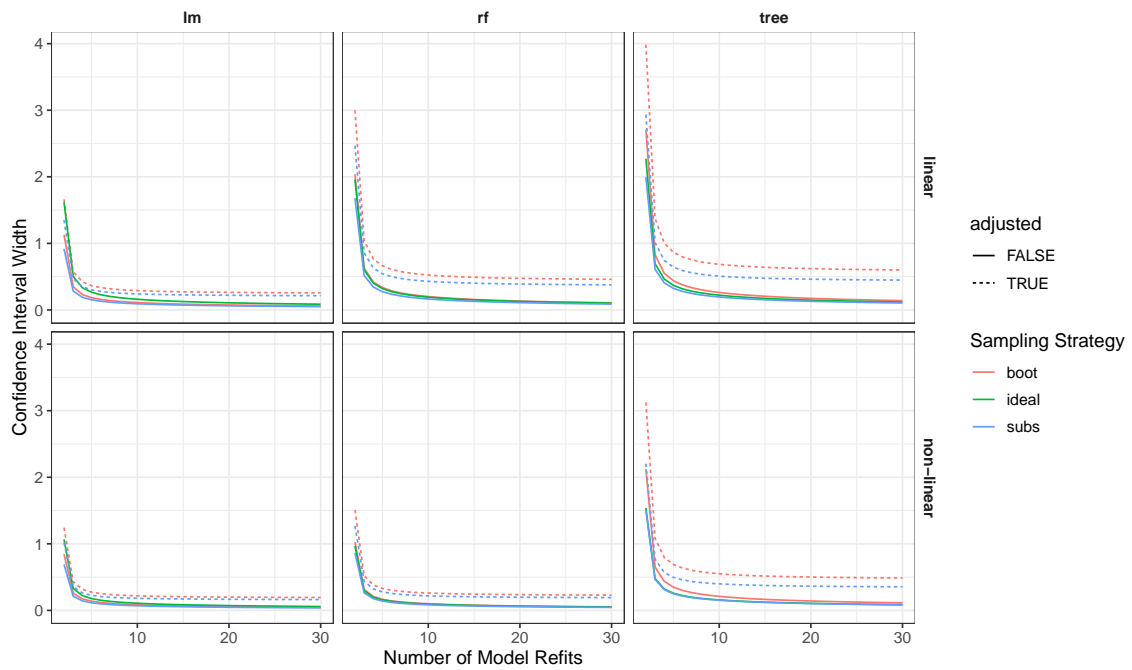 lm
rf
tree
4
3
2
1
0
linear
4
3
2
1
0
non-linear
Confidence Interval Width
10
20
30
10
20
30
10
20
30
Number of Model Refits
adjusted
FALSE
TRUE
Sampling Strategy
boot
ideal
subs